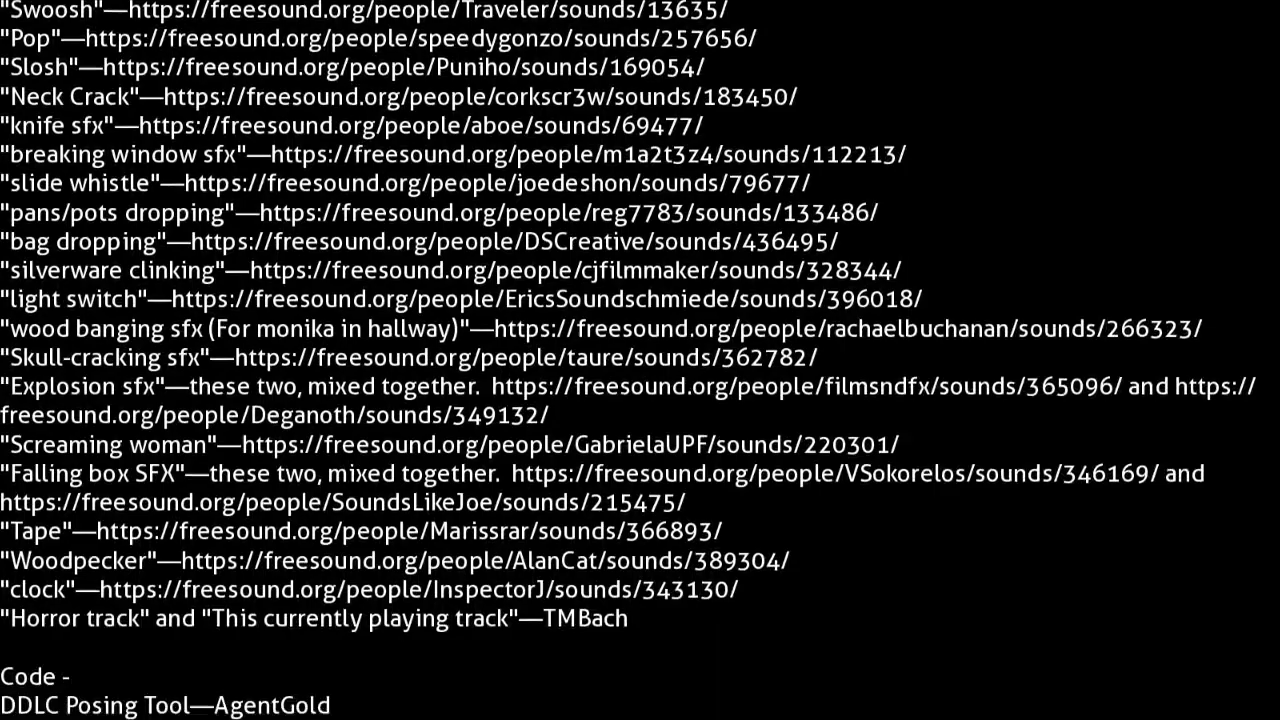 "Swoosh"—https://freesound.org/people/Traveler/sounds/13635/
"Pop"—https://freesound.org/people/speedygonzo/sounds/257656/
"Slosh"—https://freesound.org/people/Puniho/sounds/169054/
"Neck Crack"—https://freesound.org/people/corkscr3w/sounds/183450/
"knife sfx"—https://freesound.org/people/aboe/sounds/69477/
"breaking window sfx"—https://freesound.org/people/m1a2t3z4/sounds/112213/
"slide whistle"—https://freesound.org/people/joedeshon/sounds/79677/
"pans/pots dropping"—https://freesound.org/people/reg7783/sounds/133486/
"bag dropping"—https://freesound.org/people/DSCreative/sounds/436495/
"silverware clinking"—https://freesound.org/people/cjfilmmaker/sounds/328344/
"light switch"—https://freesound.org/people/EricsSoundschmiede/sounds/396018/
"wood banging sfx (For monika in hallway)"—https://freesound.org/people/rachaelbuchanan/sounds/266323/
"Skull-cracking sfx"—https://freesound.org/people/taure/sounds/362782/
"Explosion sfx"—these two, mixed together.  https://freesound.org/people/filmsndfx/sounds/365096/ and https://
freesound.org/people/Deganoth/sounds/349132/
"Screaming woman"—https://freesound.org/people/GabrielaUPF/sounds/220301/
"Falling box SFX"—these two, mixed together.  https://freesound.org/people/VSokorelos/sounds/346169/ and
https://freesound.org/people/SoundsLikeJoe/sounds/215475/
"Tape"—https://freesound.org/people/Marissrar/sounds/366893/
"Woodpecker"—https://freesound.org/people/AlanCat/sounds/389304/
"clock"—https://freesound.org/people/InspectorJ/sounds/343130/
"Horror track" and "This currently playing track"—TMBach
Code -
DDLC Posing Tool—AgentGold